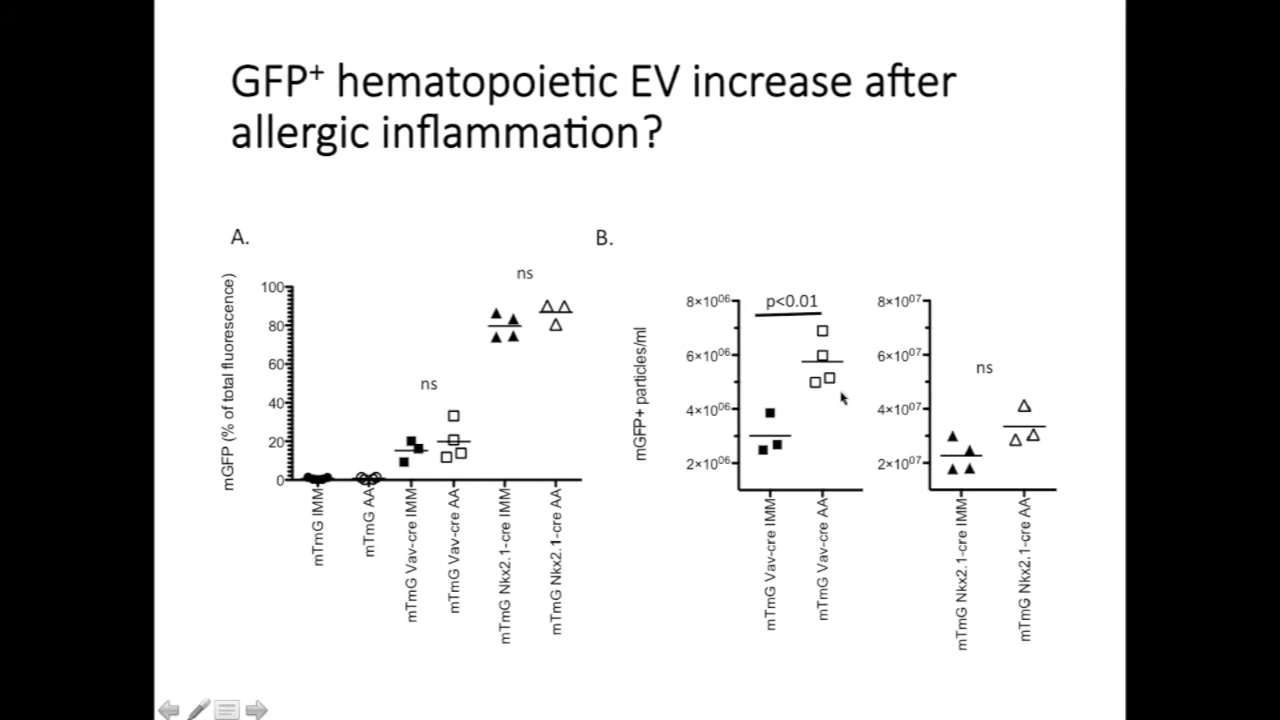 GFP⁺ hematopoietic EV increase after
allergic inflammation?
A.
mGFP (% of total fluorescence)
100
80
60
40
20
0
ns
ns
mTmG IMM
mTmG AA
mTmG Vav-cre IMM
mTmG Vav-cre AA
mTmG Nkx2.1-cre IMM
mTmG Nkx2.1-cre AA
B.
mGFP+ particles/ml
8×10⁰⁶
6×10⁰⁶
4×10⁰⁶
2×10⁰⁶
p<0.01
mTmG Vav-cre IMM
mTmG Vav-cre AA
8×10⁰⁷
6×10⁰⁷
4×10⁰⁷
2×10⁰⁷
ns
mTmG Nkx2.1-cre IMM
mTmG Nkx2.1-cre AA